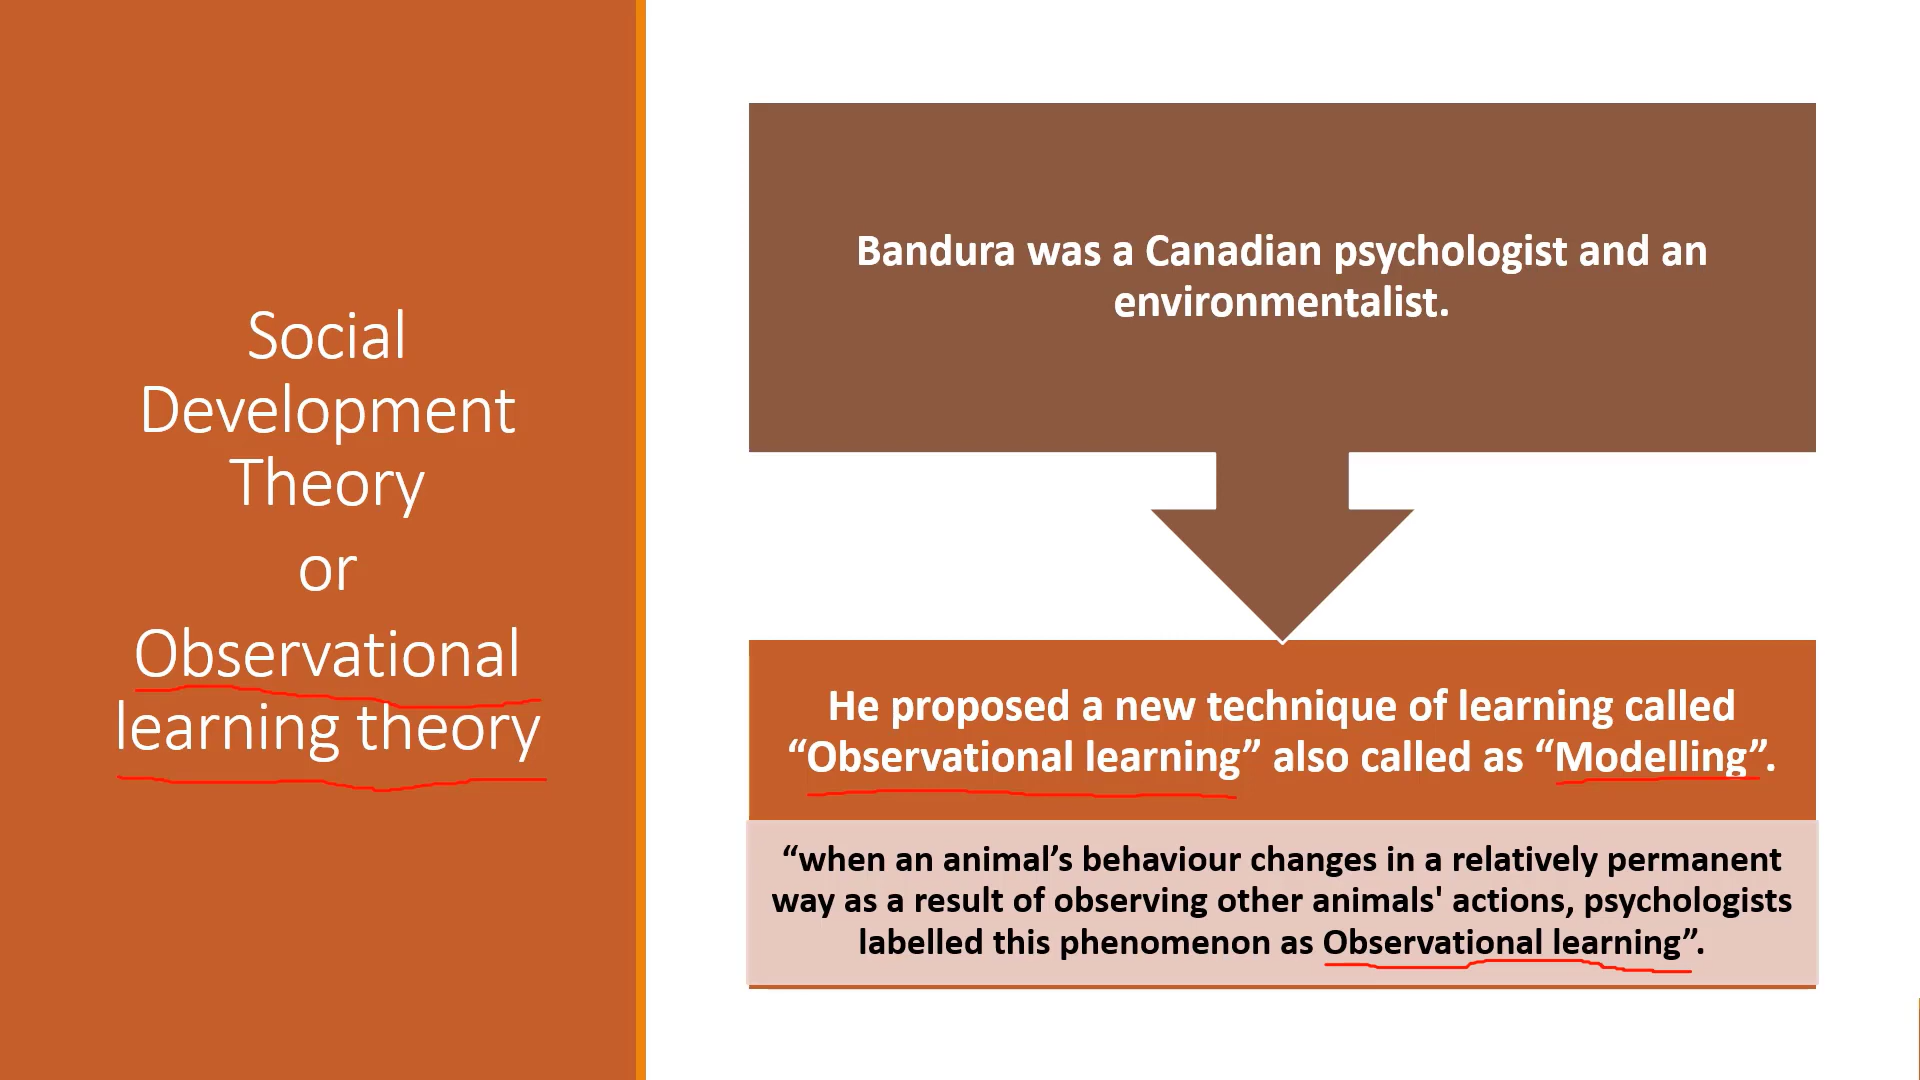 Social
Development
Theory
or
Observational
learning theory
Bandura was a Canadian psychologist and an
environmentalist.
He proposed a new technique of learning called
“Observational learning” also called as “Modelling”.
“when an animal’s behaviour changes in a relatively permanent
way as a result of observing other animals' actions, psychologists
labelled this phenomenon as Observational learning”.